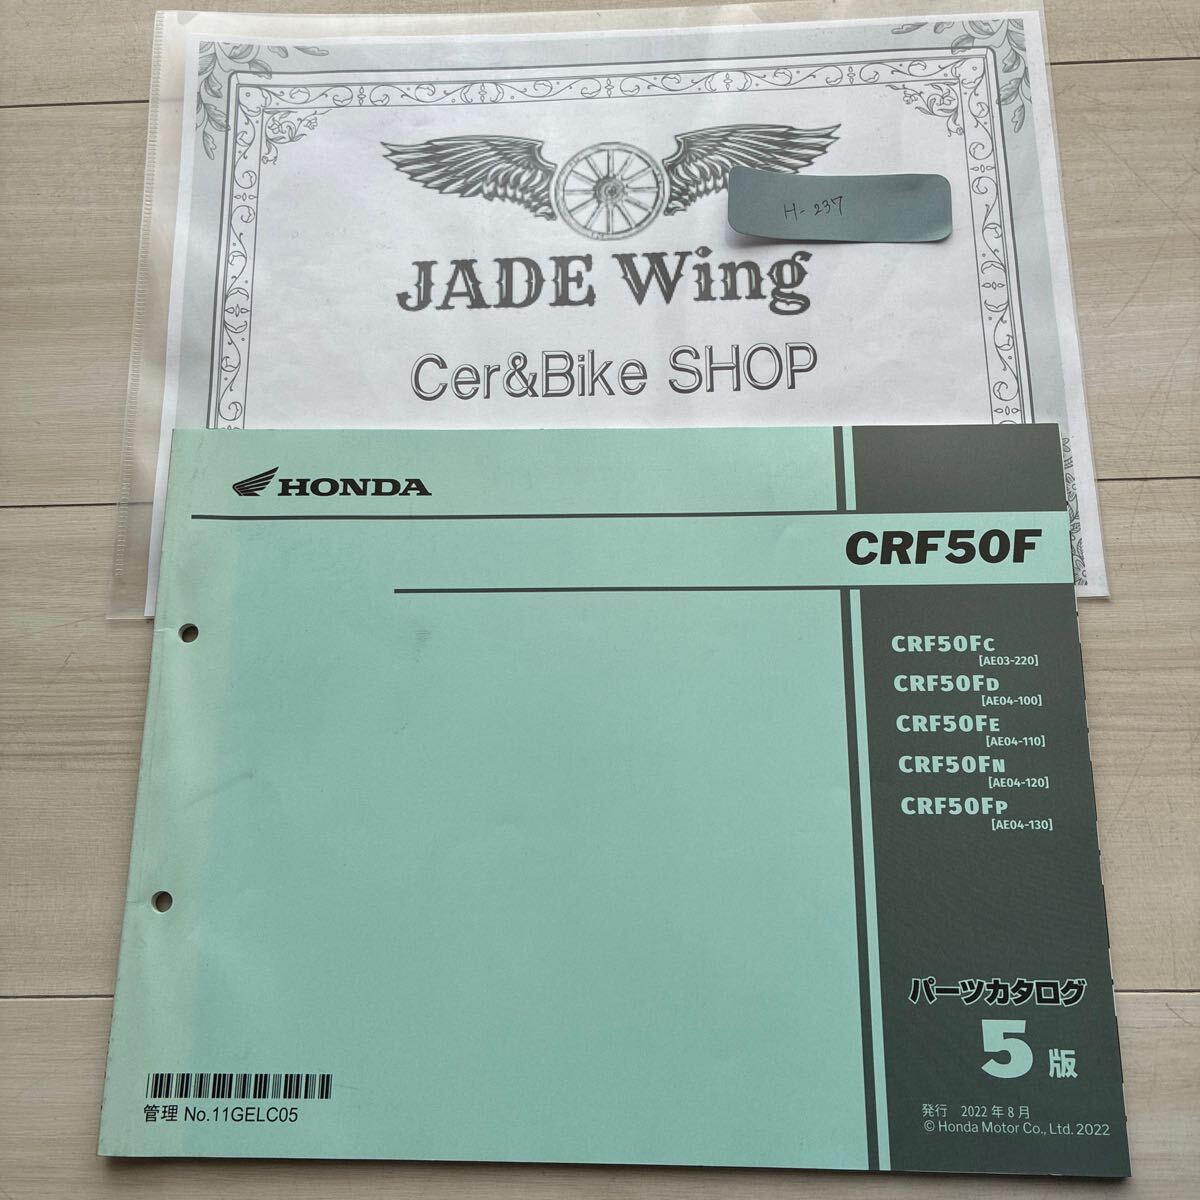 H-237
JADE Wing
Cer&Bike SHOP
HONDA
CRF50F
CRF50FC
[AE03-220]
CRF50FD
[AE04-100]
CRF50FE
[AE04-110]
CRF50FN
[AE04-120]
CRF50FP
[AE04-130]
パーツカタログ
5版
管理 No.11GELC05
発行 2022年8月
© Honda Motor Co., Ltd. 2022